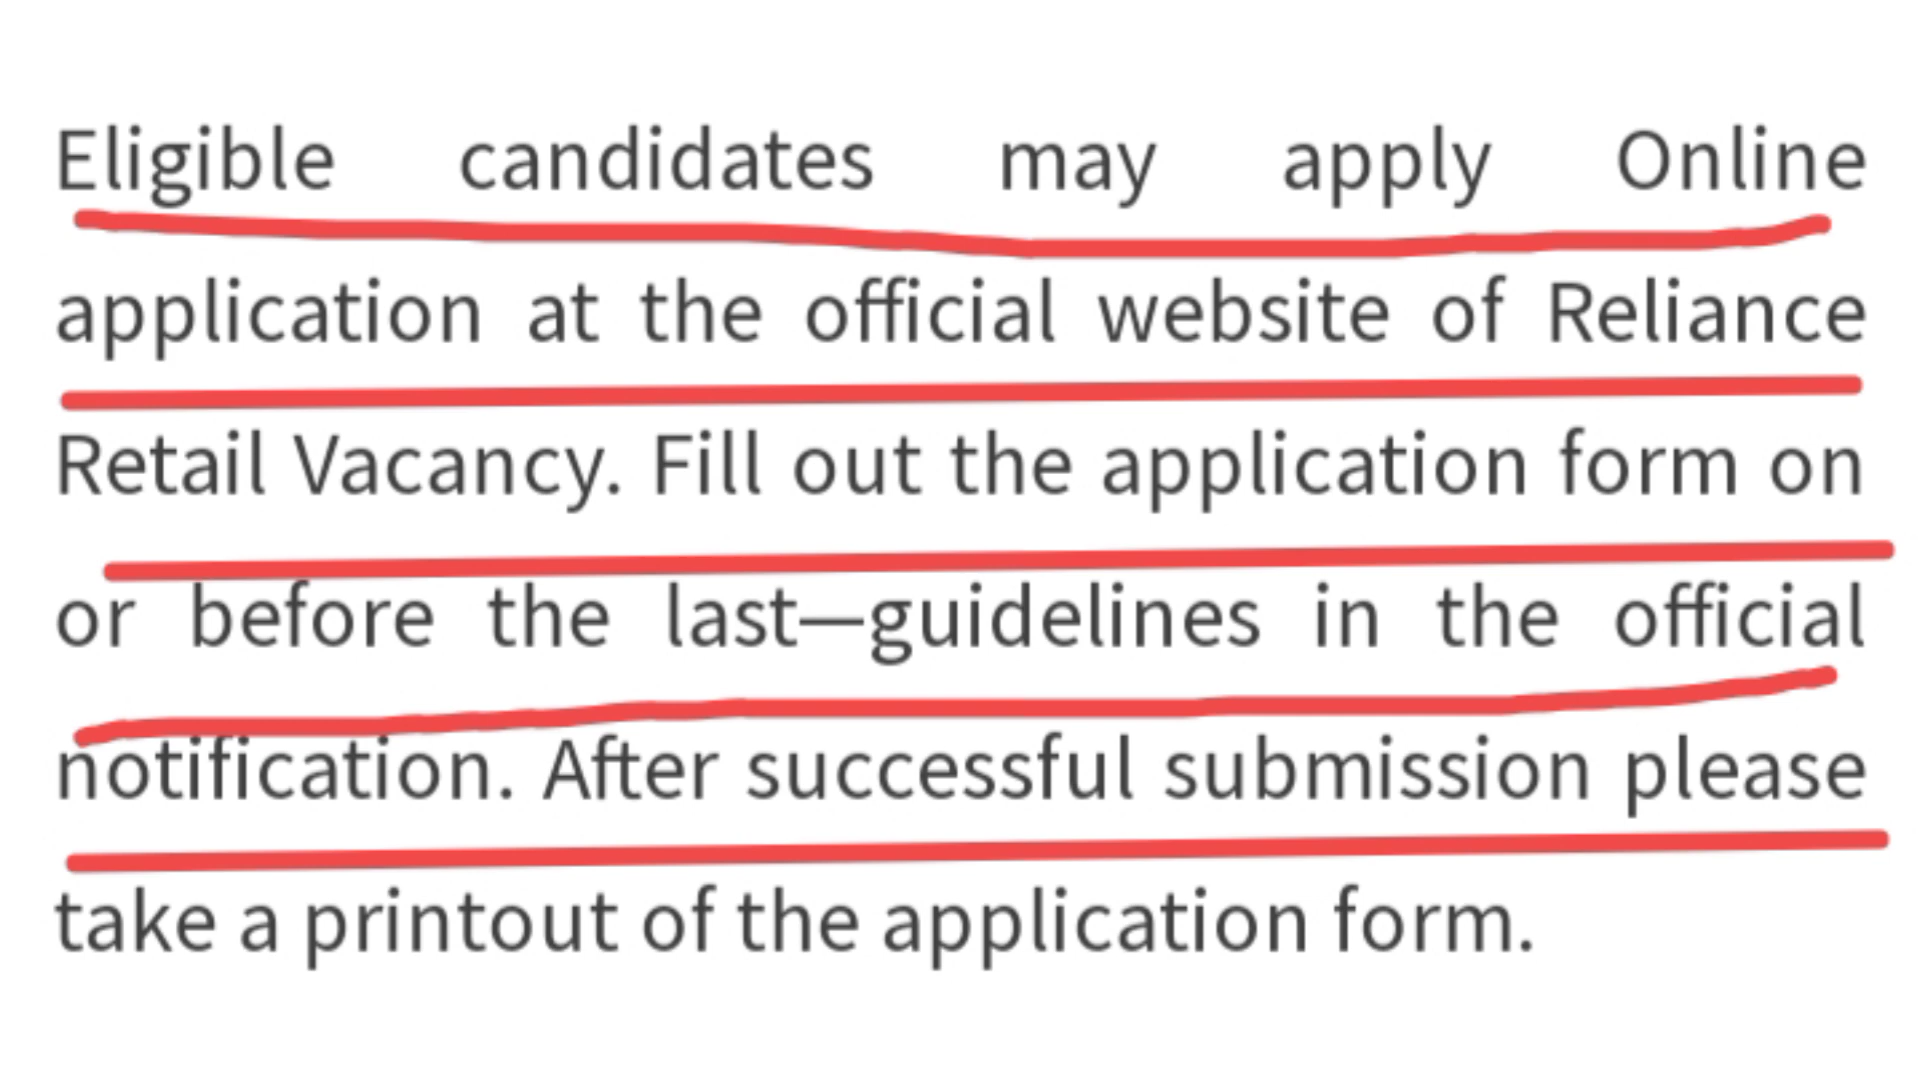 Eligible candidates may apply Online
application at the official website of Reliance
Retail Vacancy. Fill out the application form on
or before the last—guidelines in the official
notification. After successful submission please
take a printout of the application form.